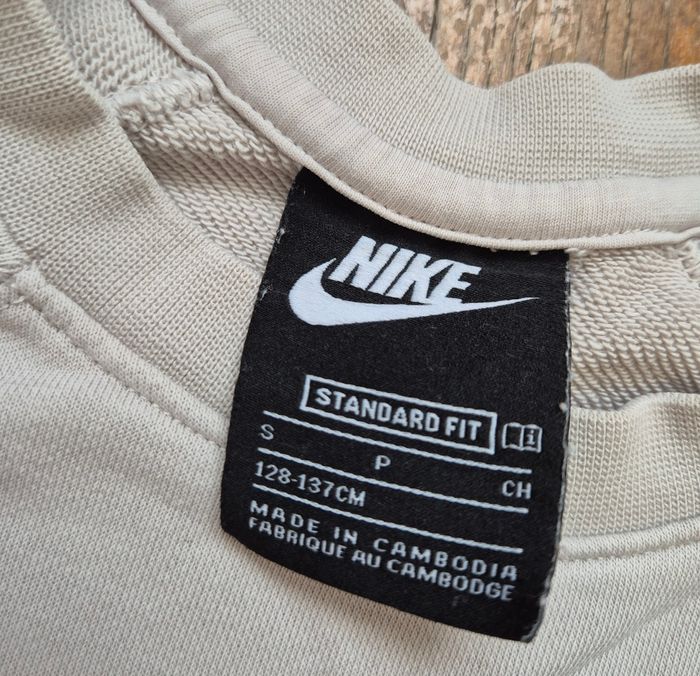 NIKE
STANDARD FIT
S P CH
128-137CM
MADE IN CAMBODIA
FABRIQUE AU CAMBODGE